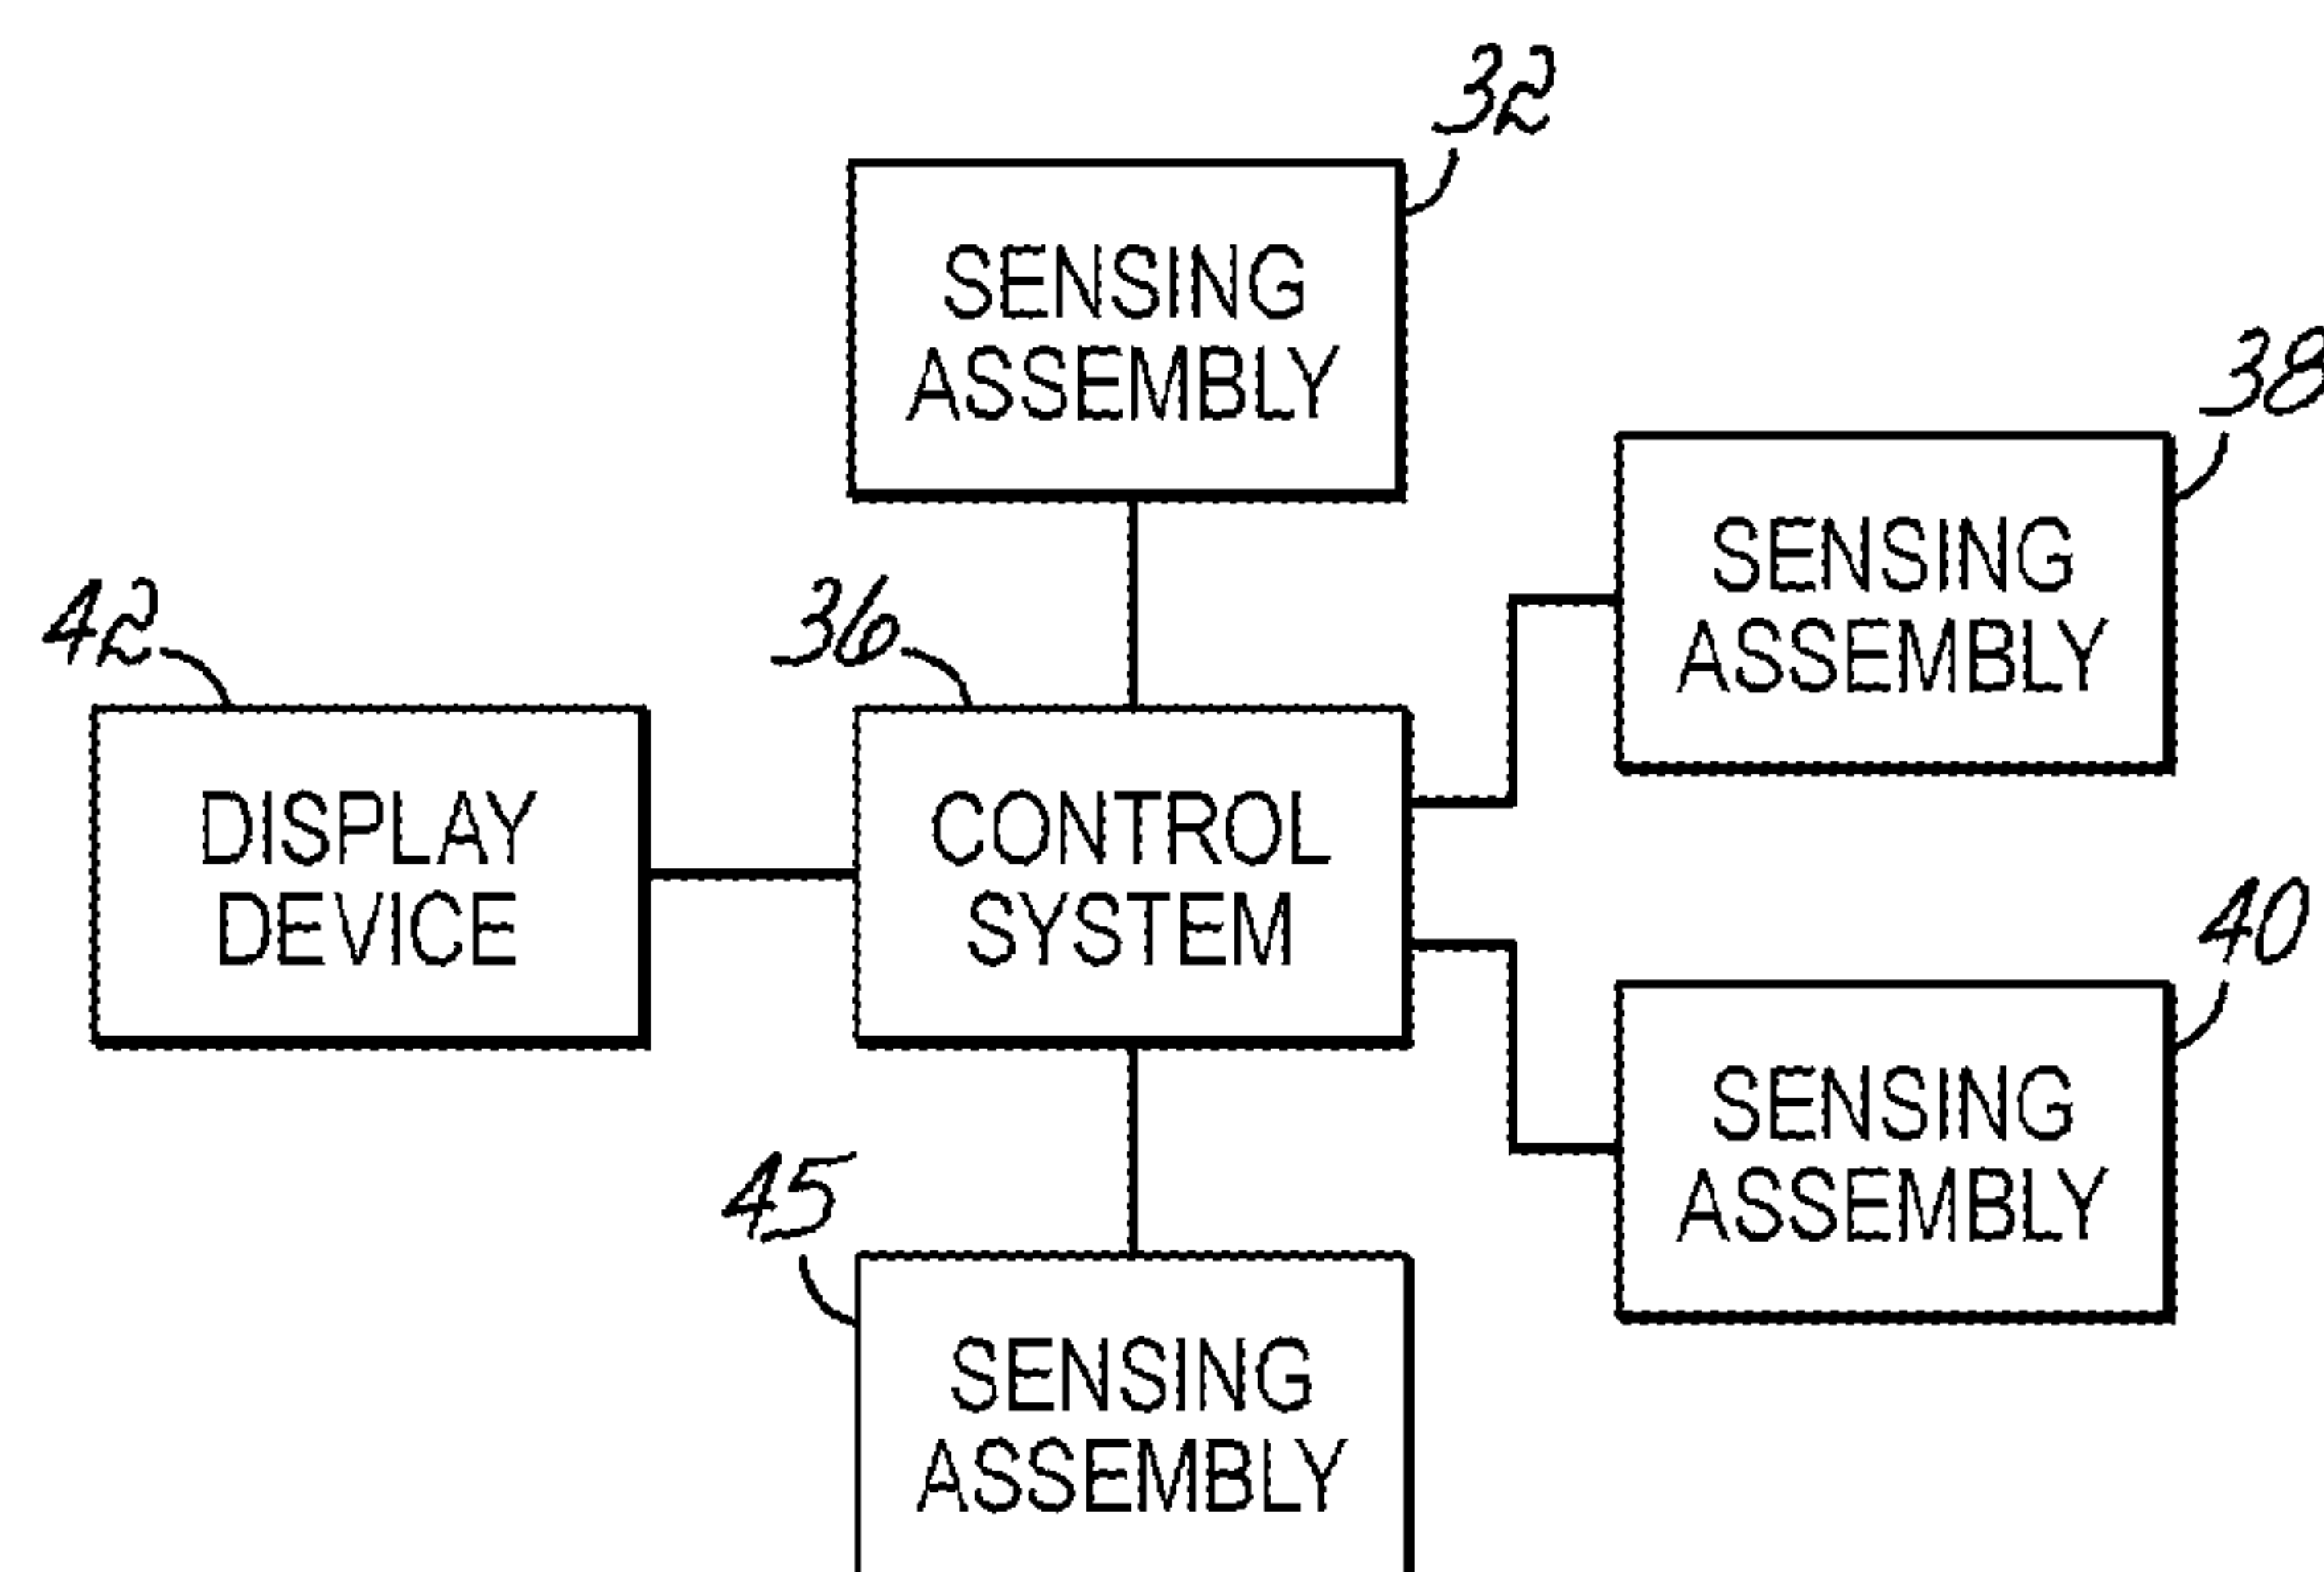 32
SENSING
ASSEMBLY
38
SENSING
ASSEMBLY
42
36
DISPLAY
DEVICE
CONTROL
SYSTEM
40
SENSING
ASSEMBLY
45
SENSING
ASSEMBLY